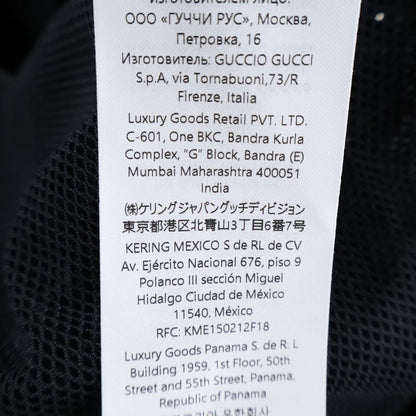 ИЗГОТОВИТЕЛЕМ ЛИЦО:
ООО «ГУЧЧИ РУС», Москва,
Петровка, 16
Изготовитель: GUCCIO GUCCI
S.p.A, via Tornabuoni,73/R
Firenze, Italia
Luxury Goods Retail PVT. LTD.
C-601, One BKC, Bandra Kurla
Complex, "G" Block, Bandra (E)
Mumbai Maharashtra 400051
India
㈱ケリングジャパングッチディビジョン
東京都港区北青山3丁目6番7号
KERING MEXICO S de RL de CV
Av. Ejército Nacional 676, piso 9
Polanco III sección Miguel
Hidalgo Ciudad de México
11540, México
RFC: KME150212F18
Luxury Goods Panama S. de R. L
Building 1959, 1st Floor, 50th
Street and 55th Street, Panama,
Republic of Panama